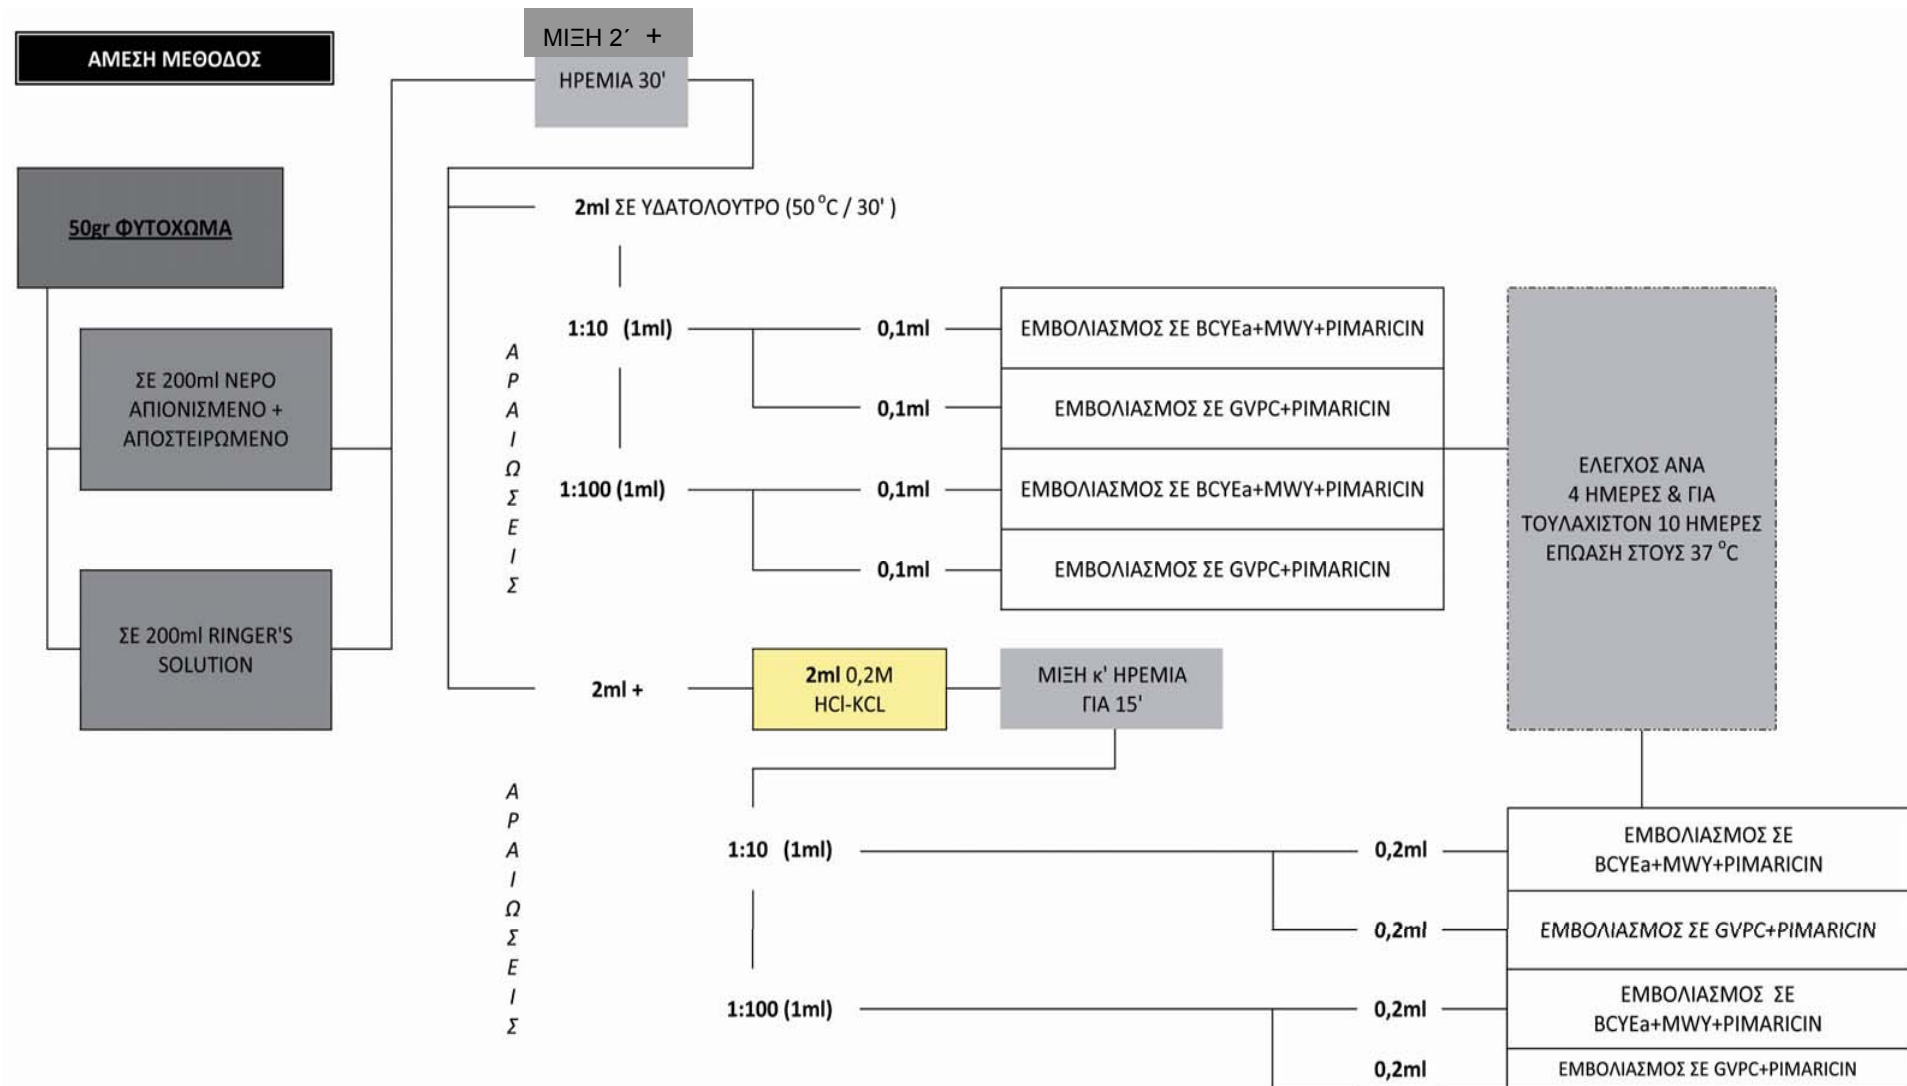 ΑΜΕΣΗ ΜΕΘΟΔΟΣ
ΜΙΞΗ 2΄ +
ΗΡΕΜΙΑ 30'
50gr ΦΥΤΟΧΩΜΑ
ΣΕ 200ml ΝΕΡΟ
ΑΠΙΟΝΙΣΜΕΝΟ +
ΑΠΟΣΤΕΙΡΩΜΕΝΟ
ΣΕ 200ml RINGER'S
SOLUTION
2ml ΣΕ ΥΔΑΤΟΛΟΥΤΡΟ (50 °C / 30' )
ΑΡΑΙΩΣΕΙΣ
1:10 (1ml)
0,1ml
ΕΜΒΟΛΙΑΣΜΟΣ ΣΕ BCYEa+MWY+PIMARICIN
0,1ml
ΕΜΒΟΛΙΑΣΜΟΣ ΣΕ GVPC+PIMARICIN
1:100 (1ml)
0,1ml
ΕΜΒΟΛΙΑΣΜΟΣ ΣΕ BCYEa+MWY+PIMARICIN
0,1ml
ΕΜΒΟΛΙΑΣΜΟΣ ΣΕ GVPC+PIMARICIN
ΕΛΕΓΧΟΣ ΑΝΑ
4 ΗΜΕΡΕΣ & ΓΙΑ
ΤΟΥΛΑΧΙΣΤΟΝ 10 ΗΜΕΡΕΣ
ΕΠΩΑΣΗ ΣΤΟΥΣ 37 °C
2ml +
2ml 0,2M
HCl-KCL
ΜΙΞΗ κ' ΗΡΕΜΙΑ
ΓΙΑ 15'
ΑΡΑΙΩΣΕΙΣ
1:10 (1ml)
0,2ml
ΕΜΒΟΛΙΑΣΜΟΣ ΣΕ
BCYEa+MWY+PIMARICIN
0,2ml
ΕΜΒΟΛΙΑΣΜΟΣ ΣΕ GVPC+PIMARICIN
1:100 (1ml)
0,2ml
ΕΜΒΟΛΙΑΣΜΟΣ ΣΕ
BCYEa+MWY+PIMARICIN
0,2ml
ΕΜΒΟΛΙΑΣΜΟΣ ΣΕ GVPC+PIMARICIN